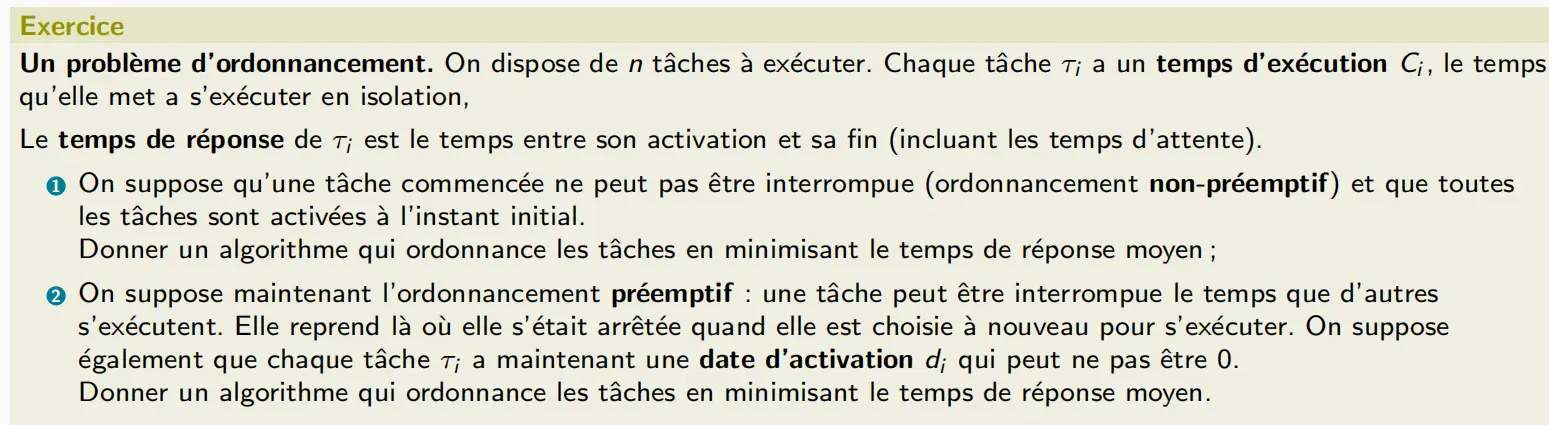 Exercice
Un problème d'ordonnancement. On dispose de n tâches à exécuter. Chaque tâche τi a un temps d'exécution Ci, le temps
qu'elle met a s'exécuter en isolation,
Le temps de réponse de τi est le temps entre son activation et sa fin (incluant les temps d'attente).
1 On suppose qu'une tâche commencée ne peut pas être interrompue (ordonnancement non-préemptif) et que toutes
les tâches sont activées à l'instant initial.
Donner un algorithme qui ordonnance les tâches en minimisant le temps de réponse moyen ;
2 On suppose maintenant l'ordonnancement préemptif : une tâche peut être interrompue le temps que d'autres
s'exécutent. Elle reprend là où elle s'était arrêtée quand elle est choisie à nouveau pour s'exécuter. On suppose
également que chaque tâche τi a maintenant une date d'activation di qui peut ne pas être 0.
Donner un algorithme qui ordonnance les tâches en minimisant le temps de réponse moyen.